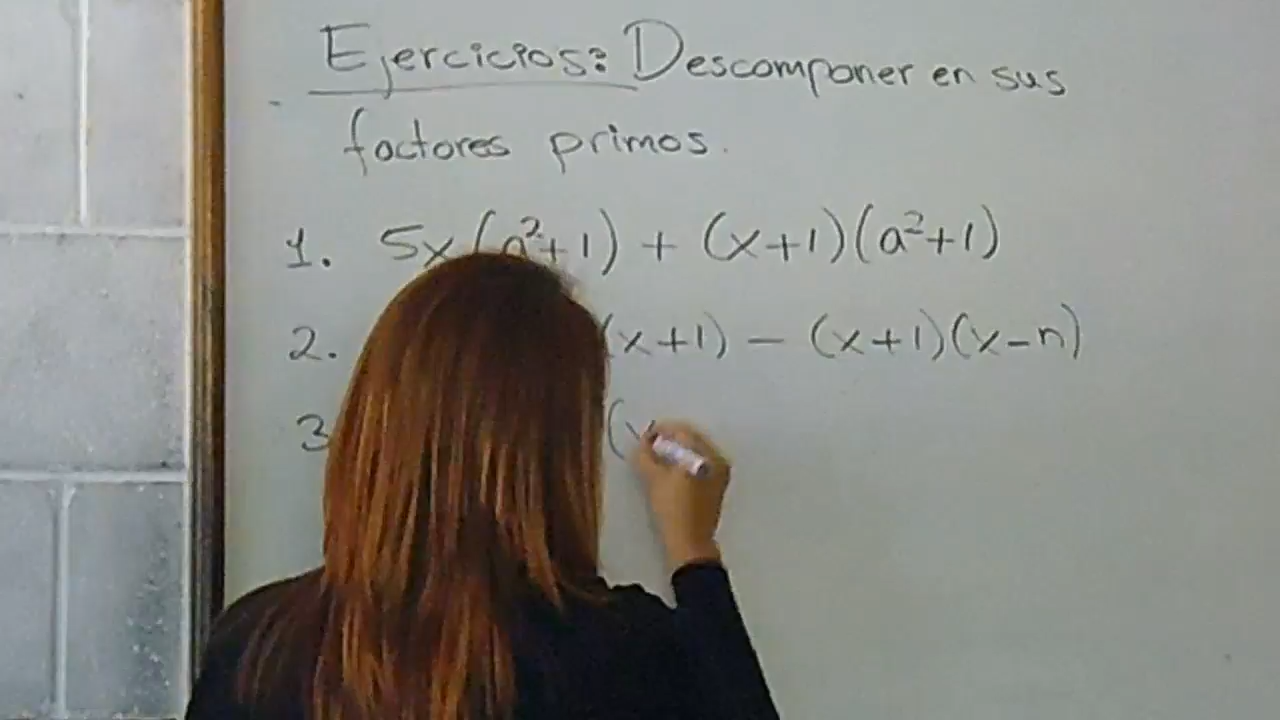 Ejercicios: Descomponer en sus
factores primos.
1. 5x(a²+1) + (x+1)(a²+1)
2. (x+1) - (x+1)(x-n)
3 (